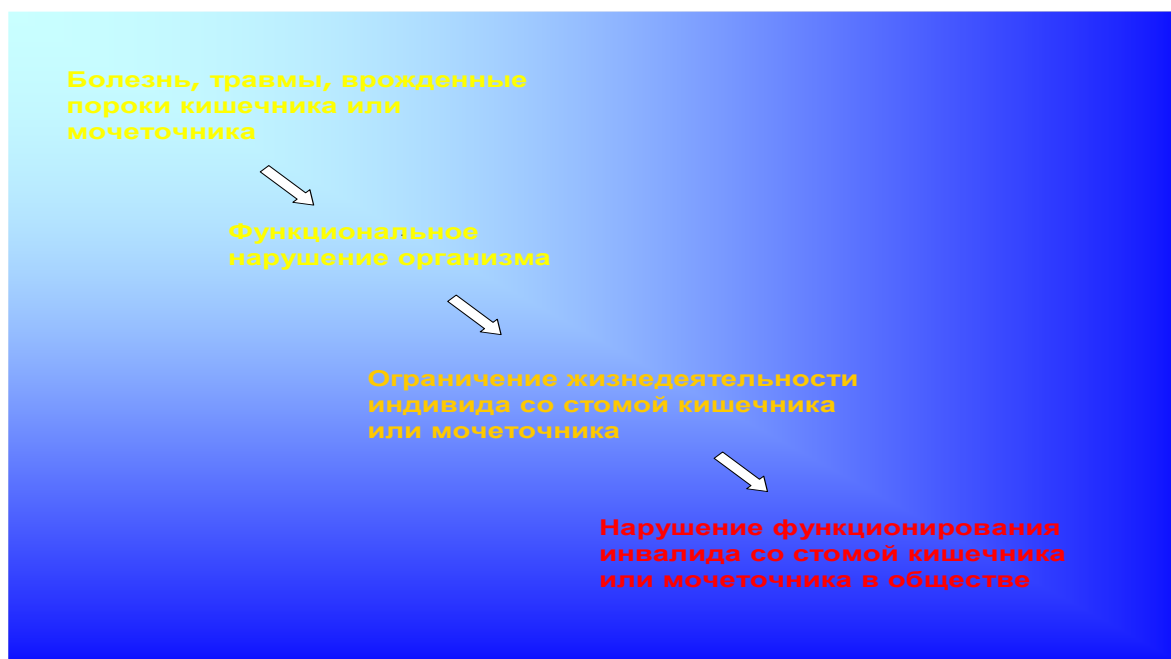 Болезнь, травмы, врожденные
пороки кишечника или
мочеточника
Функциональное
нарушение организма
Ограничение жизнедеятельности
индивида со стомой кишечника
или мочеточника
Нарушение функционирования
инвалида со стомой кишечника
или мочеточника в обществе